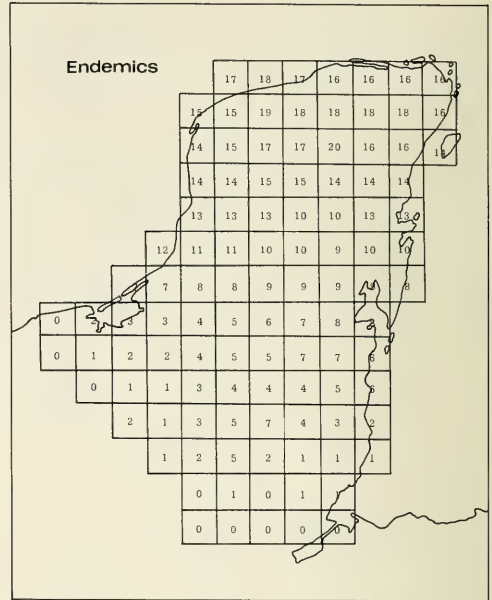 Endemics
17 18 17 16 16 16 16
15 15 19 18 18 18 18 16
14 15 17 17 20 16 16 14
14 14 15 15 14 14 14
13 13 13 10 10 13 13
12 11 11 10 10 9 10 10
7 8 8 9 9 9 9 8
0 2 3 3 4 5 6 7 8
0 1 2 2 4 5 5 7 7 6
0 1 1 3 4 4 4 5 6
2 1 3 5 7 4 3 2
1 2 5 2 1 1 1
0 1 0 1 1
0 0 0 0 0